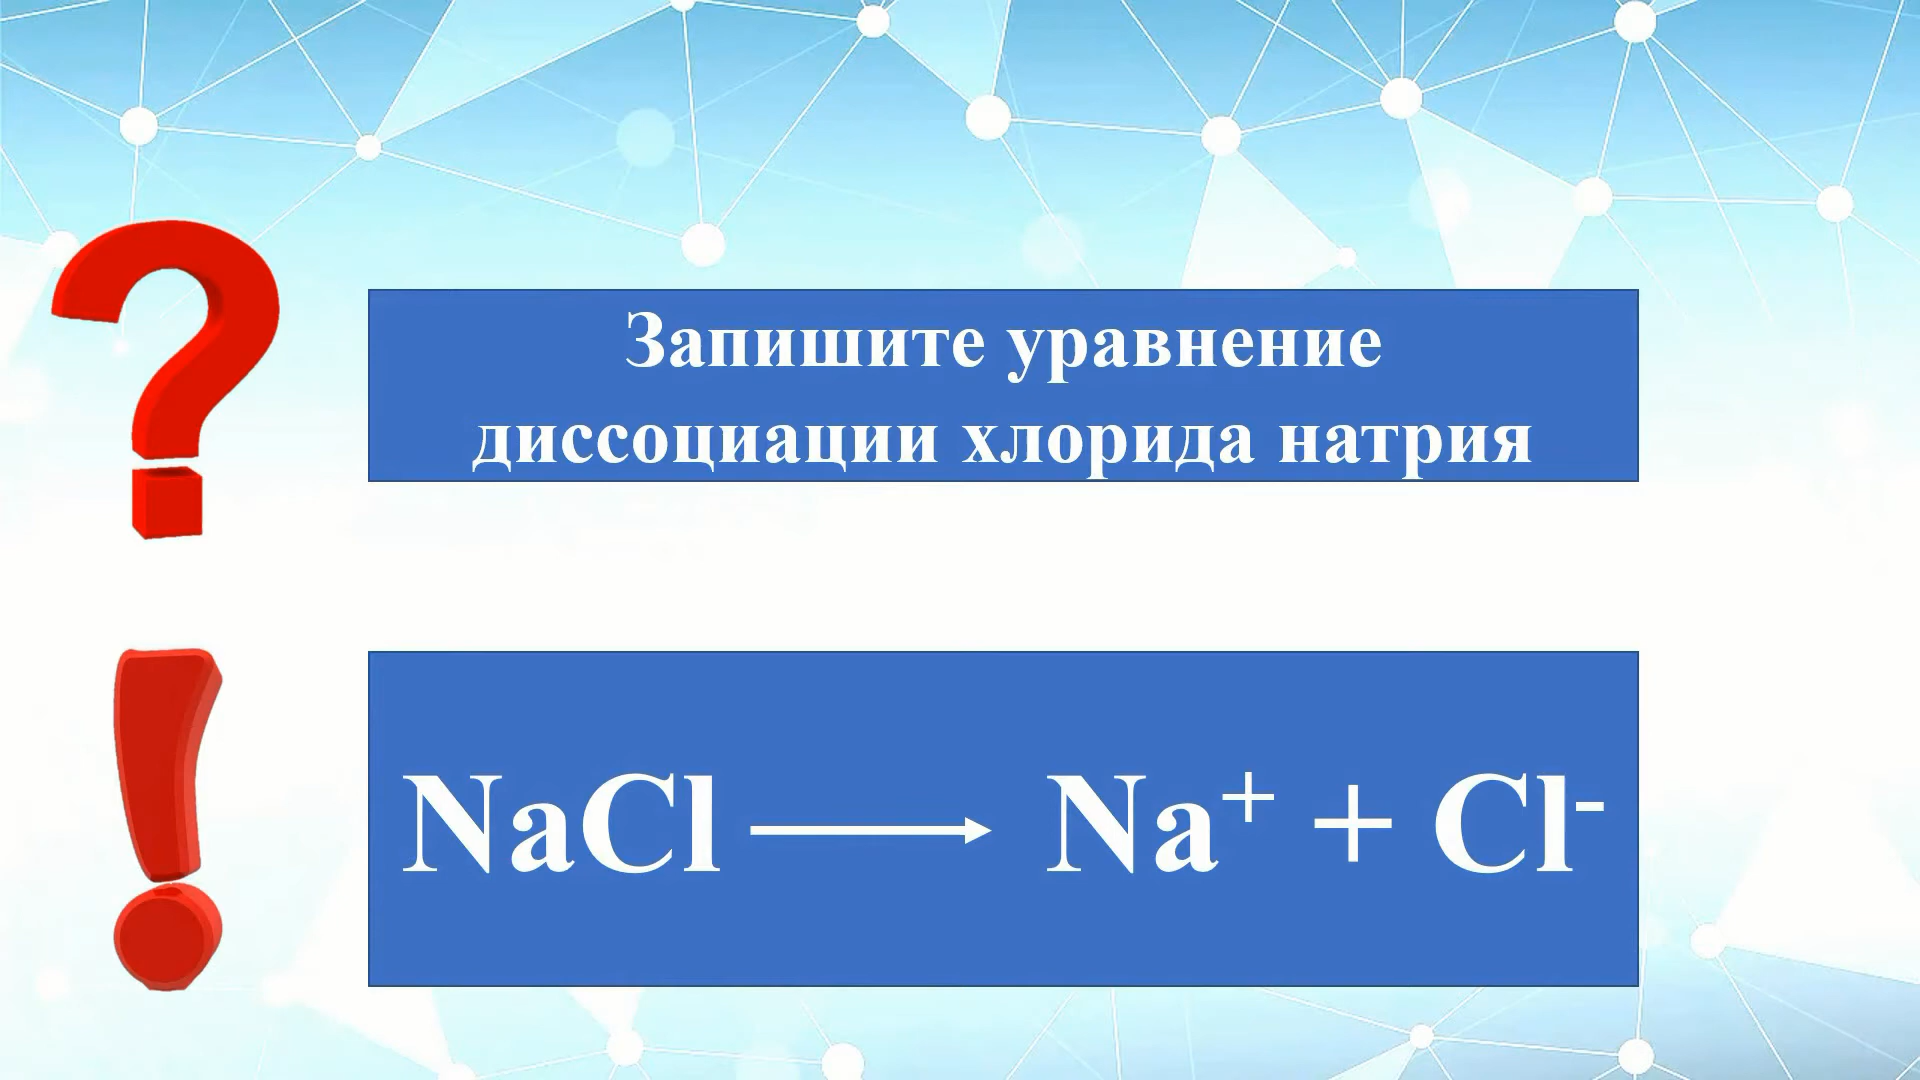 Запишите уравнение
диссоциации хлорида натрия
NaCl ⟶ Na⁺ + Cl⁻